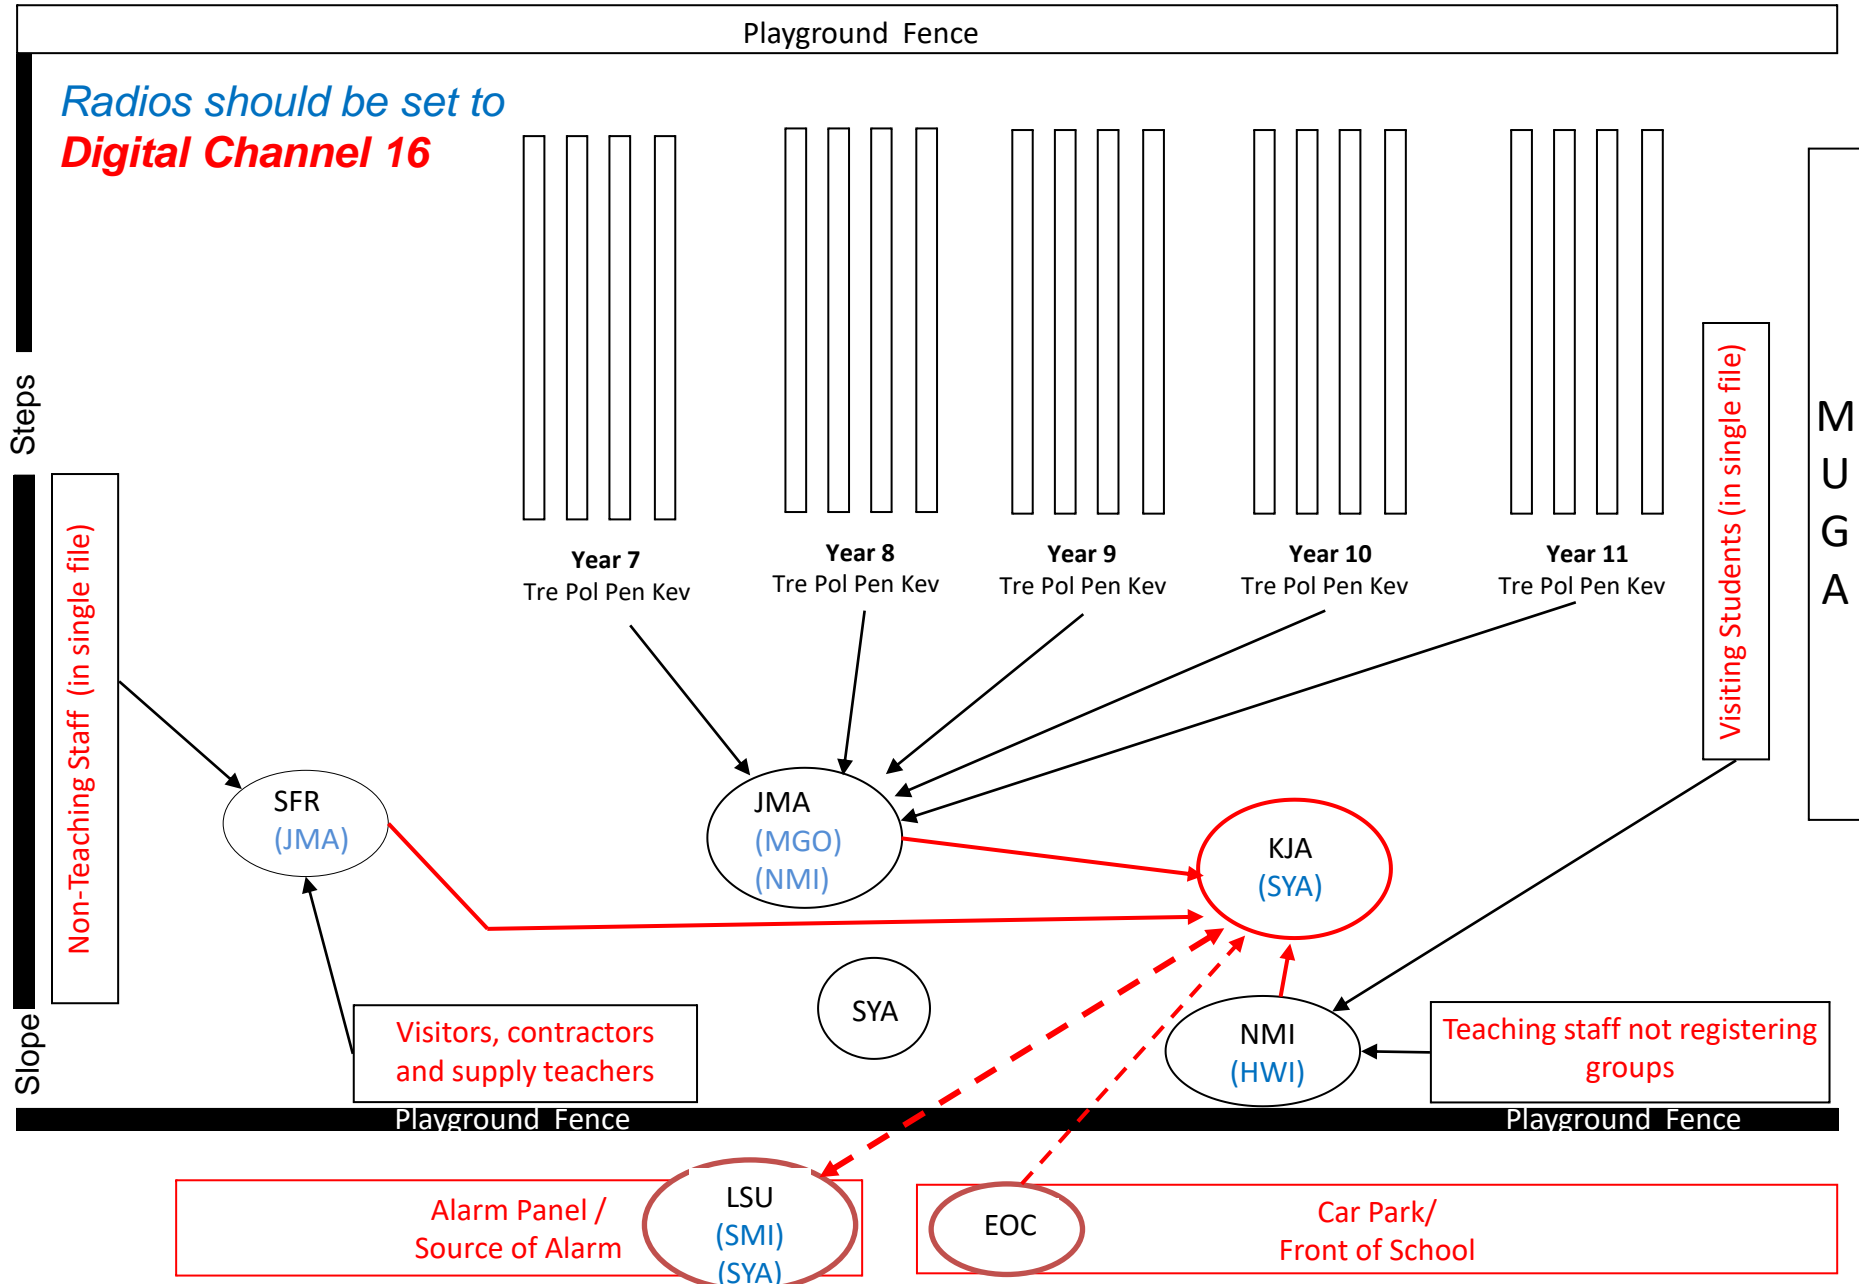 Playground  Fence
Radios should be set to
Digital Channel 16
Steps
Slope
Non-Teaching Staff  (in single file)
Year 7
Tre Pol Pen Kev
Year 8
Tre Pol Pen Kev
Year 9
Tre Pol Pen Kev
Year 10
Tre Pol Pen Kev
Year 11
Tre Pol Pen Kev
Visiting Students (in single file)
M
U
G
A
SFR
(JMA)
JMA
(MGO)
(NMI)
KJA
(SYA)
SYA
NMI
(HWI)
Visitors, contractors
and supply teachers
Teaching staff not registering
groups
Playground  Fence
Playground  Fence
Alarm Panel /
Source of Alarm
LSU
(SMI)
(SYA)
EOC
Car Park/
Front of School